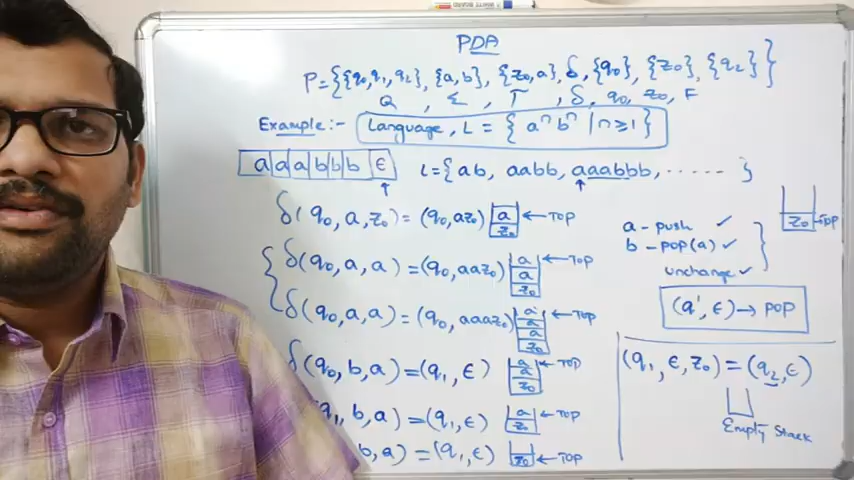 PDA
P={{q0,q1,q2}, {a,b}, {z0,a}, δ, {q0}, {z0}, {q2}}
Q , Σ , Γ , δ, q0, z0, F
Example:- Language, L = { aⁿbⁿ | n≥1}
a a a b b b ε
L={ab, aabb, aaabbb, ...... }
δ(q0, a, z0) = (q0, az0) a z0 ← TOP
δ(q0, a, a) = (q0, aaz0) a a z0 ← TOP
δ(q0, a, a) = (q0, aaaz0) a a a z0 ← TOP
δ(q0, b, a) = (q1, ε) a a z0 ← TOP
q1, b, a) = (q1, ε) a z0 ← TOP
b, a) = (q1, ε) z0 ← TOP
z0 ← TOP
a - push ✓
b - pop(a) ✓
unchange ✓
(q', ε) → POP
(q1, ε, z0) = (q2, ε)
Empty Stack